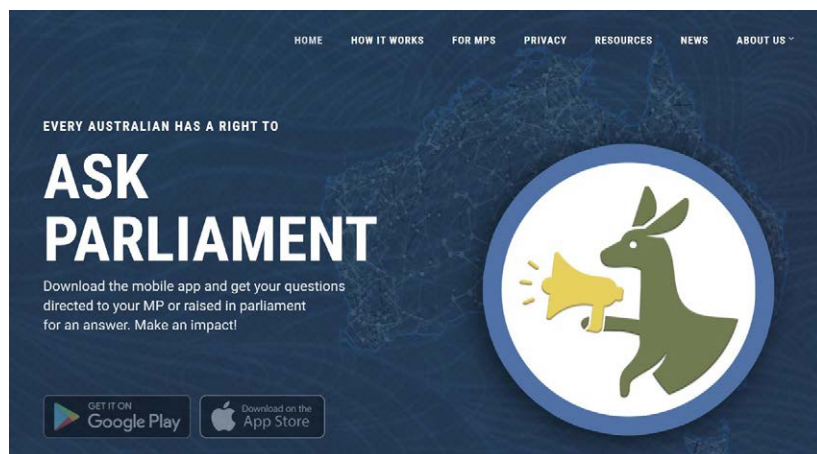 HOME HOW IT WORKS FOR MPS PRIVACY RESOURCES NEWS ABOUT US
EVERY AUSTRALIAN HAS A RIGHT TO
ASK
PARLIAMENT
Download the mobile app and get your questions
directed to your MP or raised in parliament
for an answer. Make an impact!
GET IT ON
Google Play
Download on the
App Store